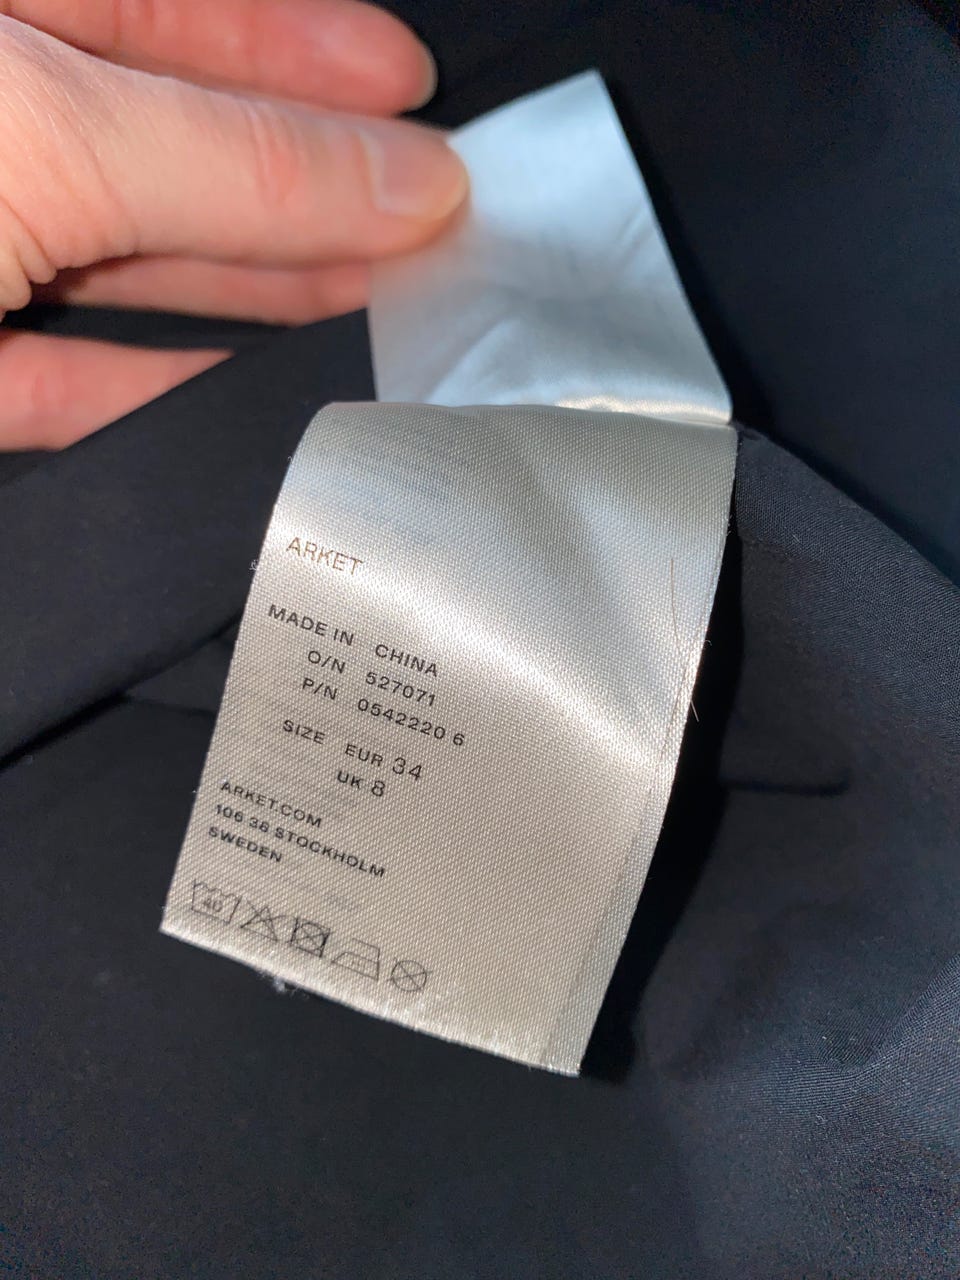 ARKET
MADE IN CHINA
O/N 527071
P/N 0542220 6
SIZE EUR 34
UK 8
ARKET.COM
106 38 STOCKHOLM
SWEDEN
40